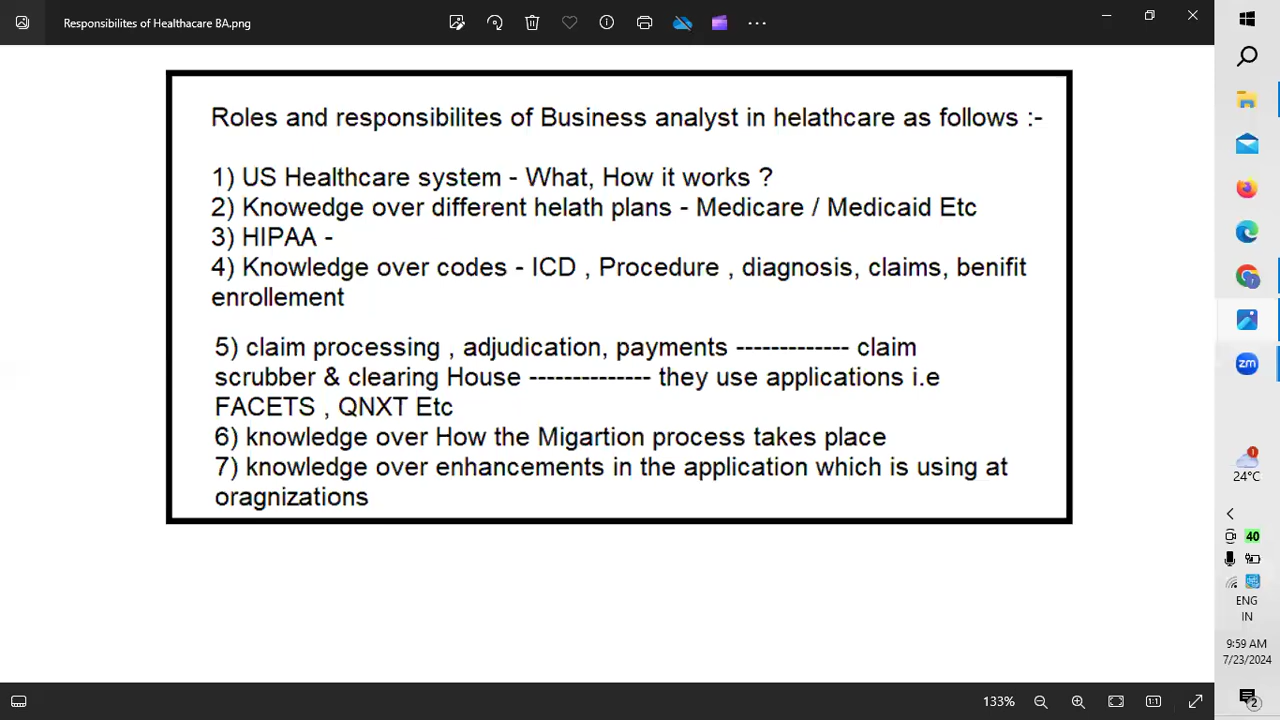 Responsibilites of Healthacare BA.png
Roles and responsibilites of Business analyst in helathcare as follows :-
1) US Healthcare system - What, How it works ?
2) Knowedge over different helath plans - Medicare / Medicaid Etc
3) HIPAA -
4) Knowledge over codes - ICD , Procedure , diagnosis, claims, benifit
enrollement
5) claim processing , adjudication, payments ------------- claim
scrubber & clearing House -------------- they use applications i.e
FACETS , QNXT Etc
6) knowledge over How the Migartion process takes place
7) knowledge over enhancements in the application which is using at
oragnizations
zm
1
24°C
40
ENG
IN
9:59 AM
7/23/2024
2
133%